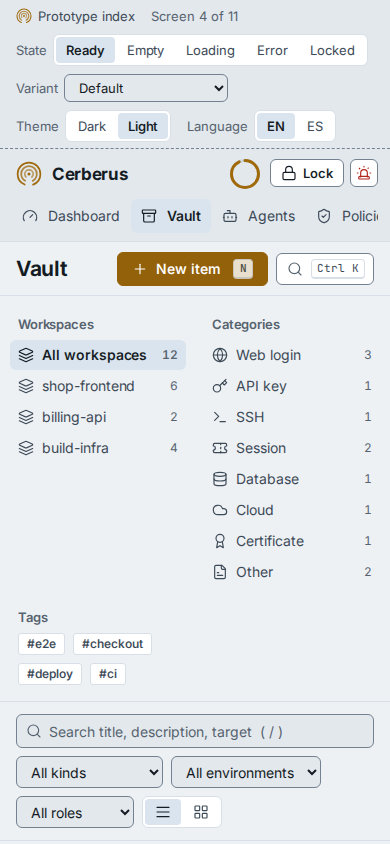 Prototype index Screen 4 of 11
State Ready Empty Loading Error Locked
Variant Default
Theme Dark Light Language EN ES
Cerberus Lock
Dashboard Vault Agents Policie
Vault New item N Ctrl K
Workspaces
All workspaces 12
shop-frontend 6
billing-api 2
build-infra 4
Categories
Web login 3
API key 1
SSH 1
Session 2
Database 1
Cloud 1
Certificate 1
Other 2
Tags
#e2e #checkout
#deploy #ci
Search title, description, target ( / )
All kinds All environments
All roles